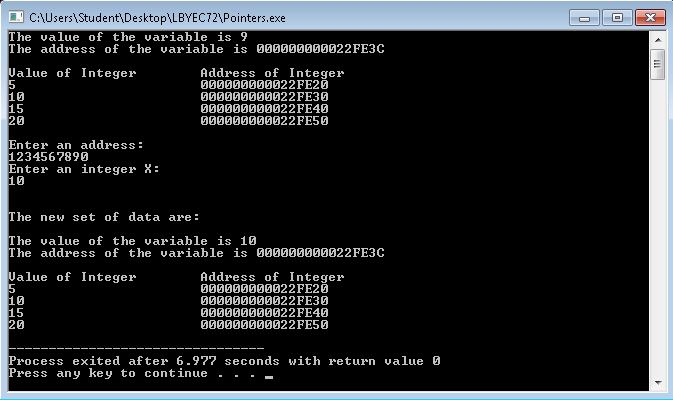 C:\Users\Student\Desktop\LBYEC72\Pointers.exe
The value of the variable is 9
The address of the variable is 000000000022FE3C
Value of Integer Address of Integer
5 000000000022FE20
10 000000000022FE30
15 000000000022FE40
20 000000000022FE50
Enter an address:
1234567890
Enter an integer X:
10
The new set of data are:
The value of the variable is 10
The address of the variable is 000000000022FE3C
Value of Integer Address of Integer
5 000000000022FE20
10 000000000022FE30
15 000000000022FE40
20 000000000022FE50
--------------------------------
Process exited after 6.977 seconds with return value 0
Press any key to continue . . . _